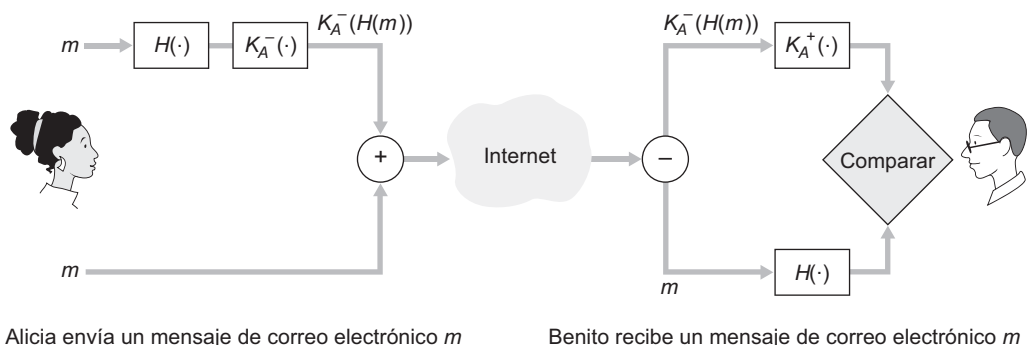 K_A^-(H(m))
K_A^-(H(m))
m
H(·)
K_A^-(·)
K_A^+(·)
+
Internet
–
Comparar
m
m
H(·)
Alicia envía un mensaje de correo electrónico m
Benito recibe un mensaje de correo electrónico m